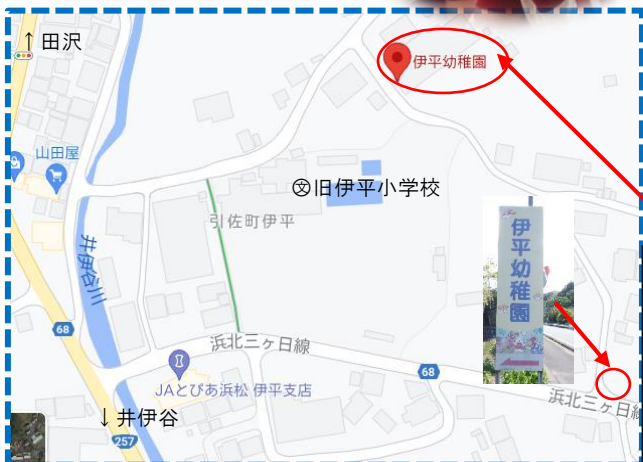 ↑田沢
伊平幼稚園
山田屋
㊫旧伊平小学校
引佐町伊平
伊平幼稚園
井伊谷川
68
浜北三ヶ日線
JAとぴあ浜松 伊平支店
68
浜北三ヶ日線
↓井伊谷
257